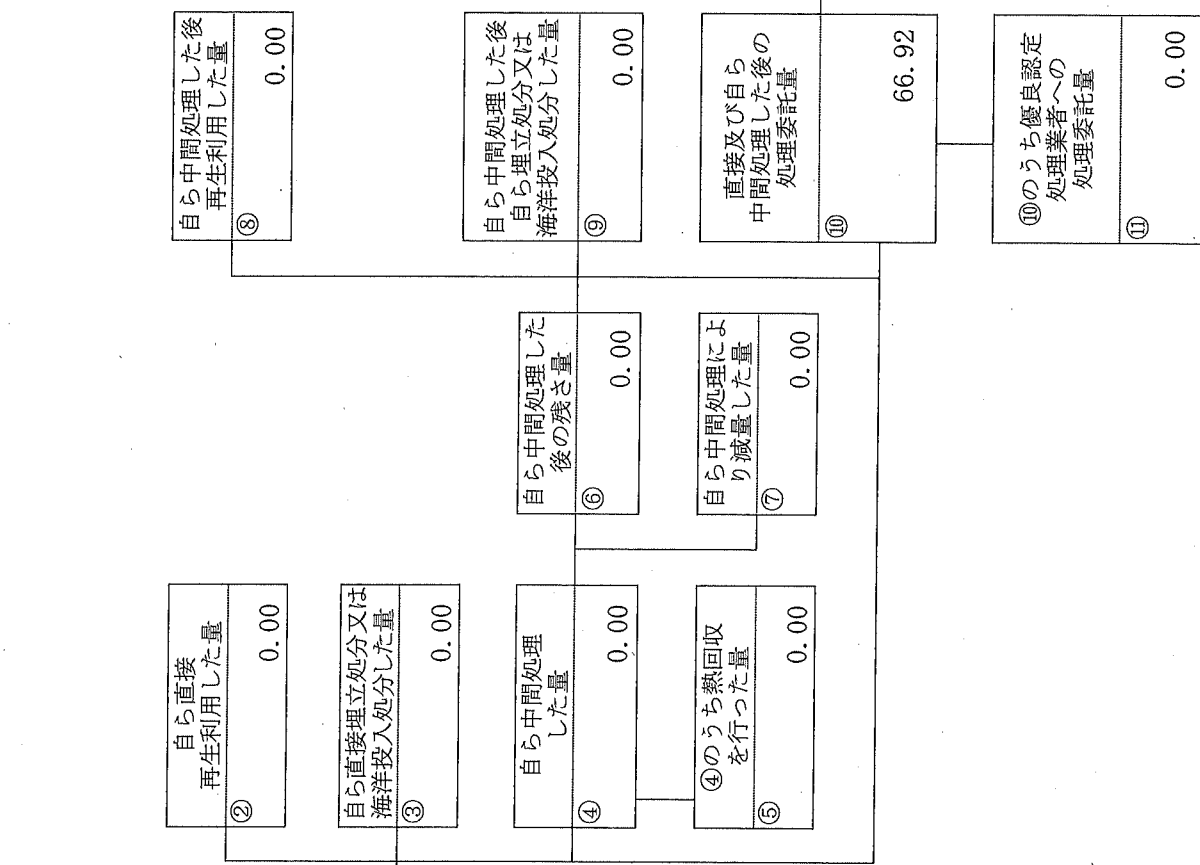 自ら直接
再生利用した量
②
0.00
自ら直接埋立処分又は
海洋投入処分した量
③
0.00
自ら中間処理
した量
④
0.00
④のうち熱回収
を行った量
⑤
0.00
自ら中間処理した
後の残さ量
⑥
0.00
自ら中間処理によ
り減量した量
⑦
0.00
自ら中間処理した後
再生利用した量
⑧
0.00
自ら中間処理した後
自ら埋立処分又は
海洋投入処分した量
⑨
0.00
直接及び自ら
中間処理した後の
処理委託量
⑩
66.92
⑩のうち優良認定
処理業者への
処理委託量
⑪
0.00